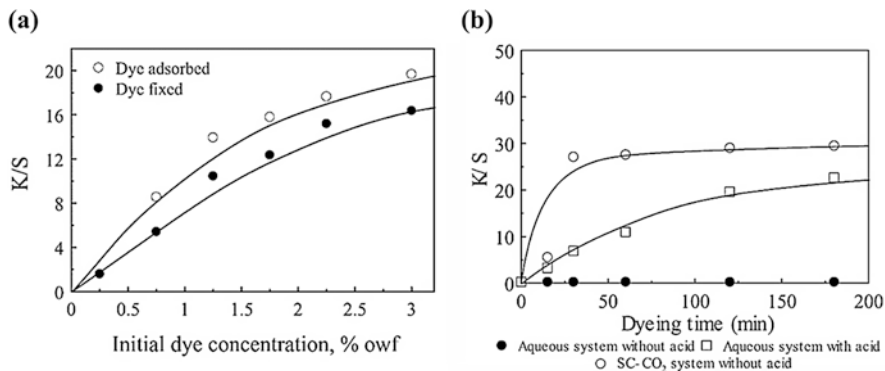 (a)
20
16
12
8
4
0
K/S
0 0.5 1 1.5 2 2.5 3
Initial dye concentration, % owf
Dye adsorbed
Dye fixed
(b)
50
40
30
20
10
0
K/S
0 50 100 150 200
Dyeing time (min)
Aqueous system without acid Aqueous system with acid
SC-CO₂ system without acid